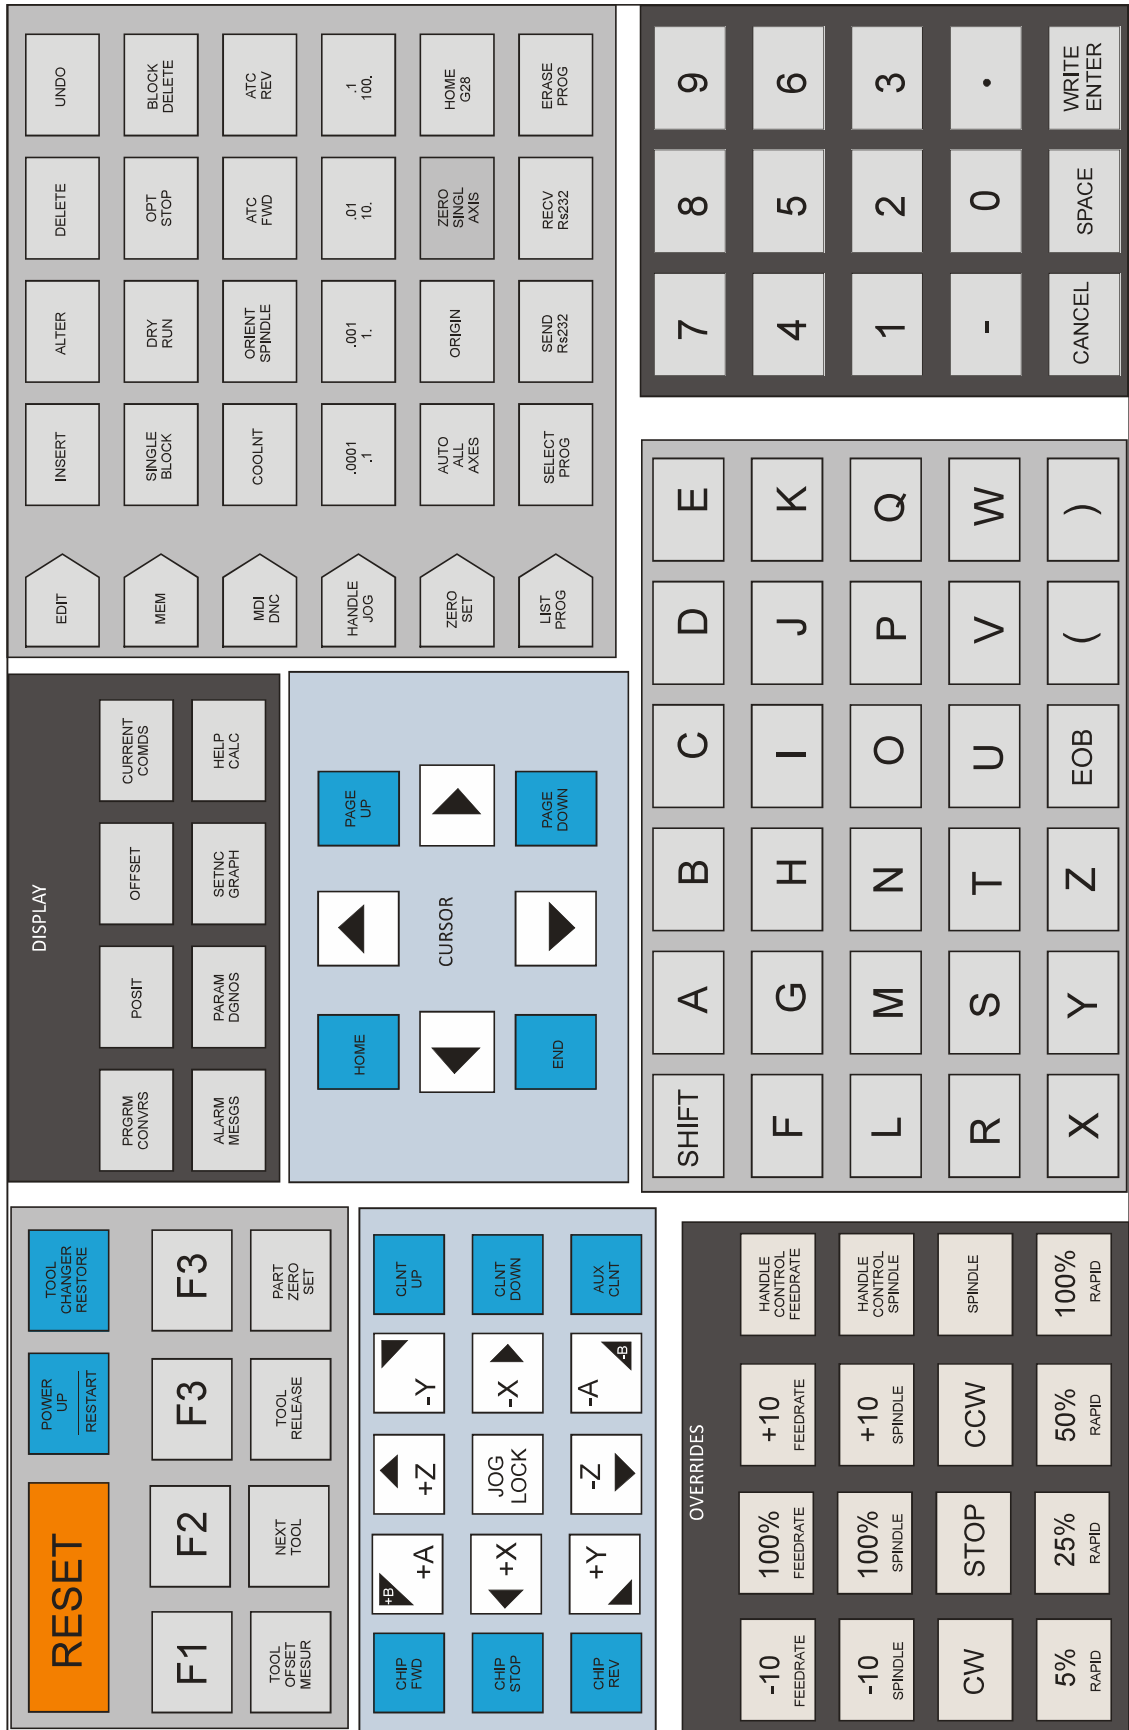 RESET
POWER
UP
RESTART
TOOL
CHANGER
RESTORE
F1
F2
F3
F3
TOOL
OFSET
MESUR
NEXT
TOOL
TOOL
RELEASE
PART
ZERO
SET
CHIP
FWD
+B
+A
+Z
-Y
CLNT
UP
CHIP
STOP
+X
JOG
LOCK
-X
CLNT
DOWN
CHIP
REV
+Y
-Z
-A
-B
AUX
CLNT
OVERRIDES
-10
FEEDRATE
100%
FEEDRATE
+10
FEEDRATE
HANDLE
CONTROL
FEEDRATE
-10
SPINDLE
100%
SPINDLE
+10
SPINDLE
HANDLE
CONTROL
SPINDLE
CW
STOP
CCW
SPINDLE
5%
RAPID
25%
RAPID
50%
RAPID
100%
RAPID
DISPLAY
PRGRM
CONVRS
POSIT
OFFSET
CURRENT
COMDS
ALARM
MESGS
PARAM
DGNOS
SETNC
GRAPH
HELP
CALC
HOME
PAGE
UP
CURSOR
END
PAGE
DOWN
SHIFT
A
B
C
D
E
F
G
H
I
J
K
L
M
N
O
P
Q
R
S
T
U
V
W
X
Y
Z
EOB
(
)
EDIT
INSERT
ALTER
DELETE
UNDO
MEM
SINGLE
BLOCK
DRY
RUN
OPT
STOP
BLOCK
DELETE
MDI
DNC
COOLNT
ORIENT
SPINDLE
ATC
FWD
ATC
REV
HANDLE
JOG
.0001
.1
.001
1.
.01
10.
.1
100.
ZERO
SET
AUTO
ALL
AXES
ORIGIN
ZERO
SINGL
AXIS
HOME
G28
LIST
PROG
SELECT
PROG
SEND
Rs232
RECV
Rs232
ERASE
PROG
7
8
9
4
5
6
1
2
3
-
0
.
CANCEL
SPACE
WRITE
ENTER